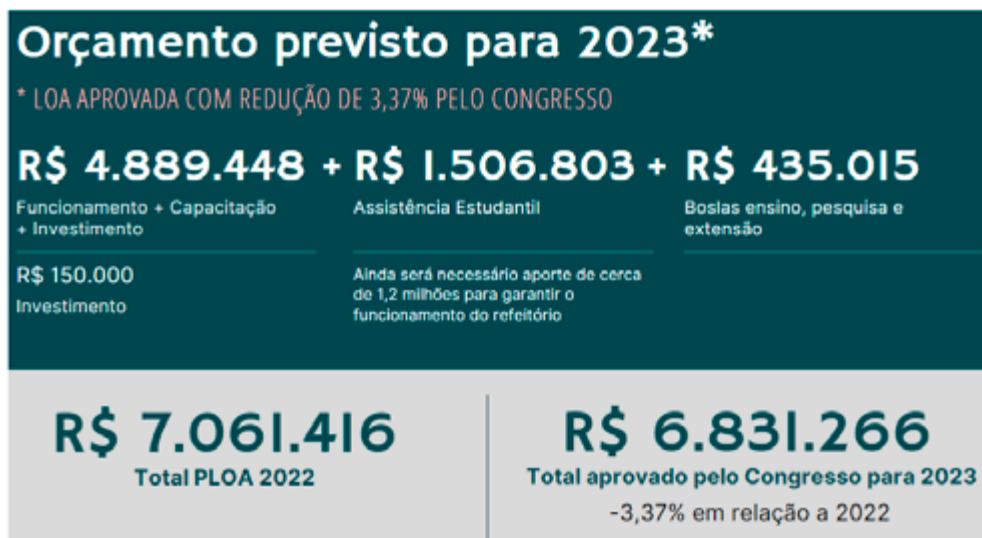 Orçamento previsto para 2023*
* LOA APROVADA COM REDUÇÃO DE 3,37% PELO CONGRESSO
R$ 4.889.448 + R$ 1.506.803 + R$ 435.015
Funcionamento + Capacitação
+ Investimento
Assistência Estudantil
Boslas ensino, pesquisa e
extensão
R$ 150.000
Investimento
Ainda será necessário aporte de cerca
de 1,2 milhões para garantir o
funcionamento do refeitório
R$ 7.061.416
Total PLOA 2022
R$ 6.831.266
Total aprovado pelo Congresso para 2023
-3,37% em relação a 2022